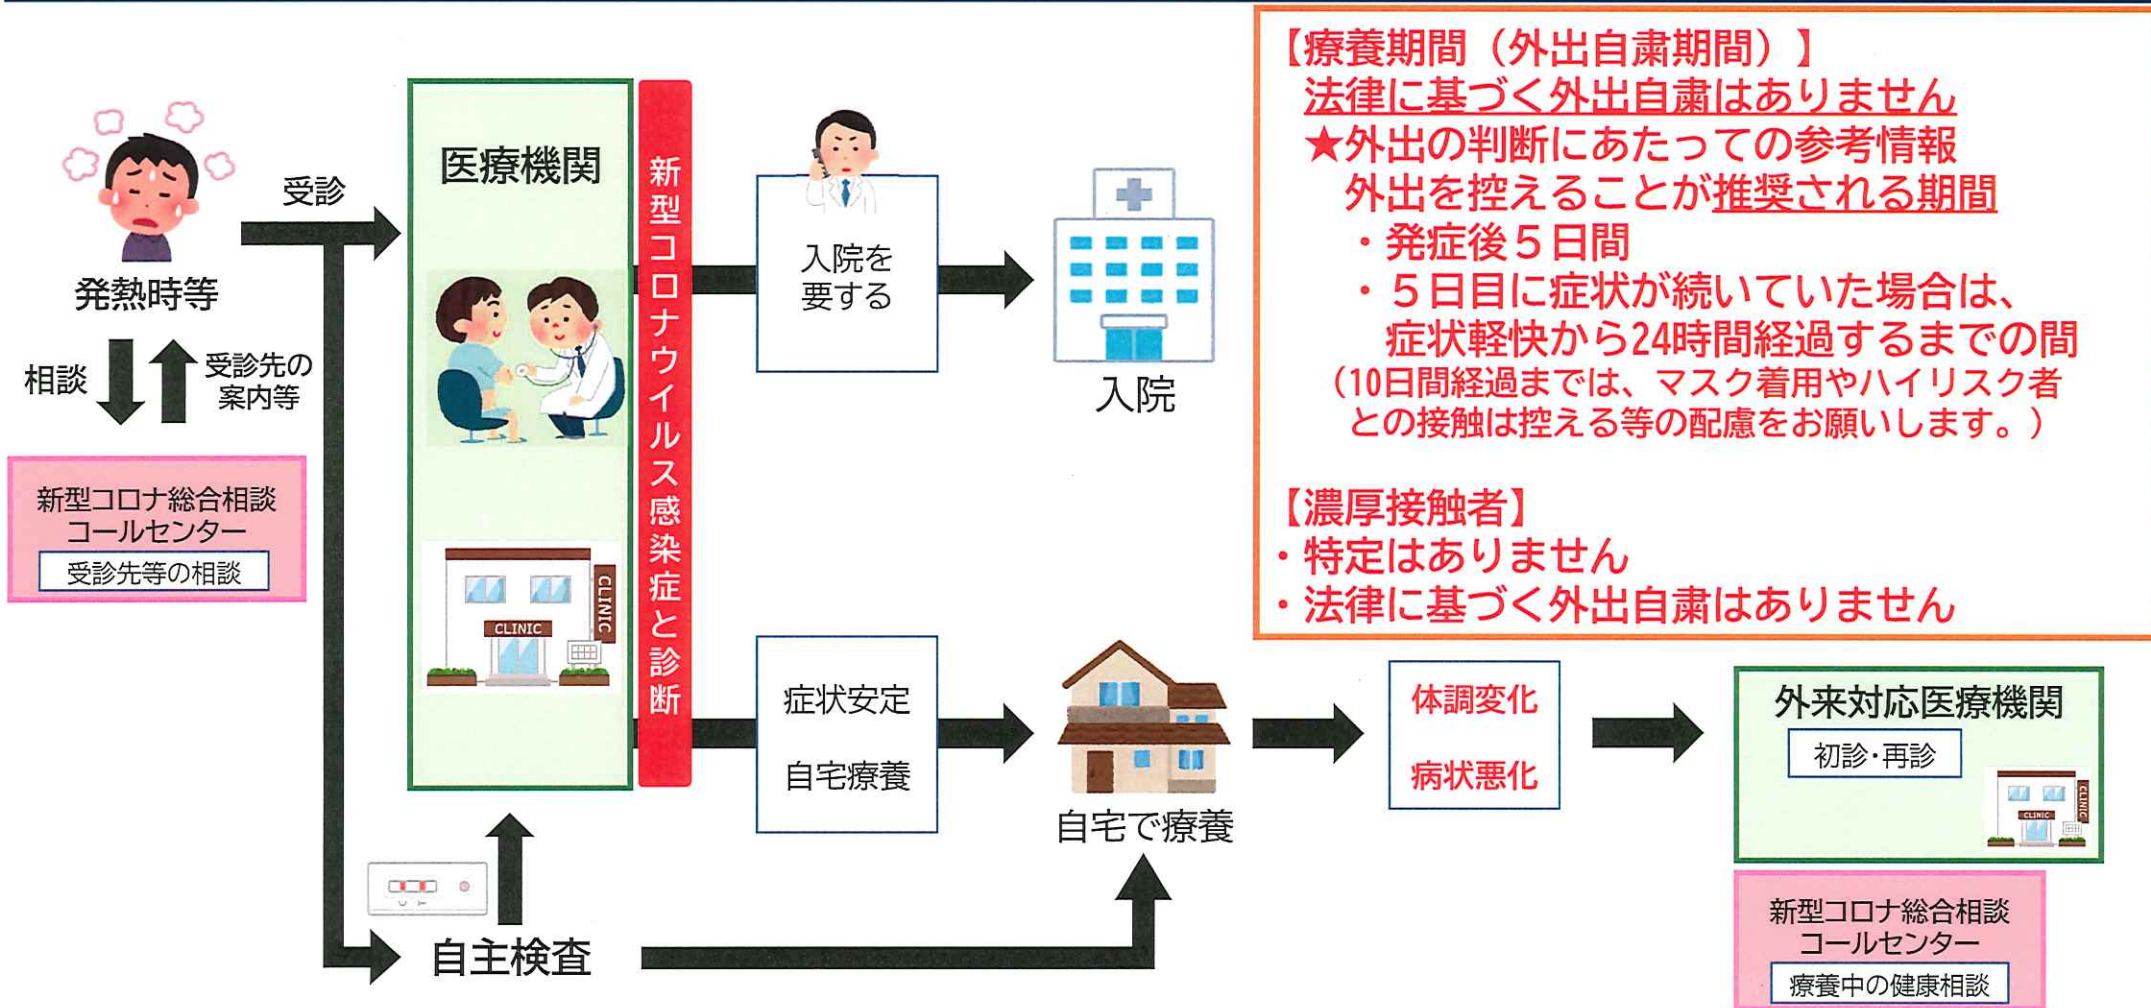 【療養期間（外出自粛期間）】
法律に基づく外出自粛はありません
★外出の判断にあたっての参考情報
外出を控えることが推奨される期間
・発症後５日間
・５日目に症状が続いていた場合は、
症状軽快から24時間経過するまでの間
（10日間経過までは、マスク着用やハイリスク者
との接触は控える等の配慮をお願いします。）
【濃厚接触者】
・特定はありません
・法律に基づく外出自粛はありません
発熱時等
受診
相談
受診先の
案内等
新型コロナ総合相談
コールセンター
受診先等の相談
医療機関
CLINIC
CLINIC
新型コロナウイルス感染症と診断
入院を
要する
入院
症状安定
自宅療養
自宅で療養
自主検査
体調変化
病状悪化
外来対応医療機関
初診・再診
CLINIC
CLINIC
新型コロナ総合相談
コールセンター
療養中の健康相談